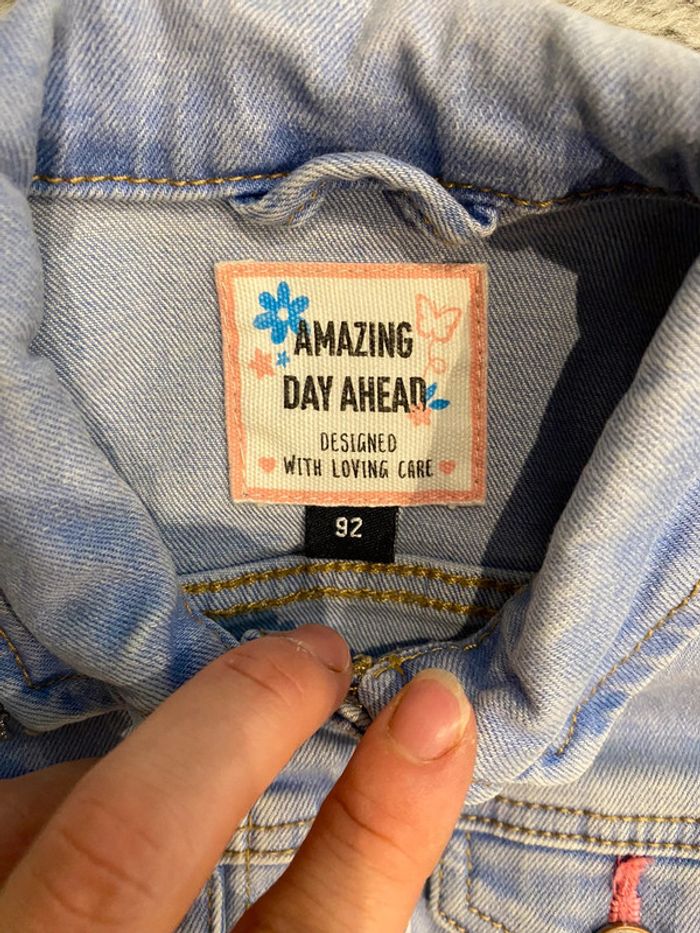 AMAZING
DAY AHEAD
DESIGNED
WITH LOVING CARE
92